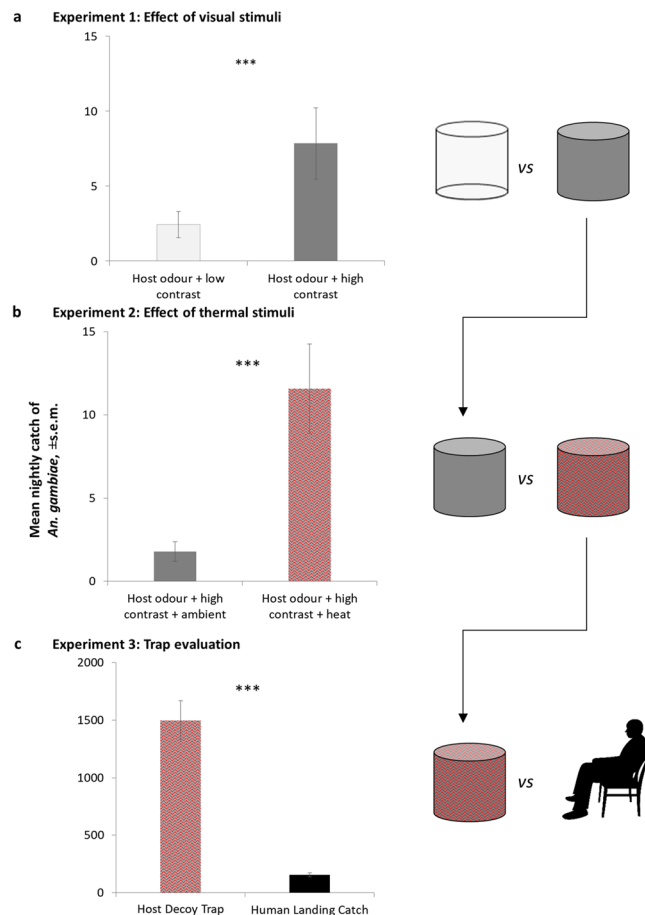 a Experiment 1: Effect of visual stimuli
15
***
10
5
0
Host odour + low
contrast
Host odour + high
contrast
vs
b Experiment 2: Effect of thermal stimuli
15
***
10
5
0
Host odour + high
contrast + ambient
Host odour + high
contrast + heat
vs
Mean nightly catch of
An. gambiae, ±s.e.m.
c Experiment 3: Trap evaluation
2000
***
1500
1000
500
0
Host Decoy Trap
Human Landing Catch
vs